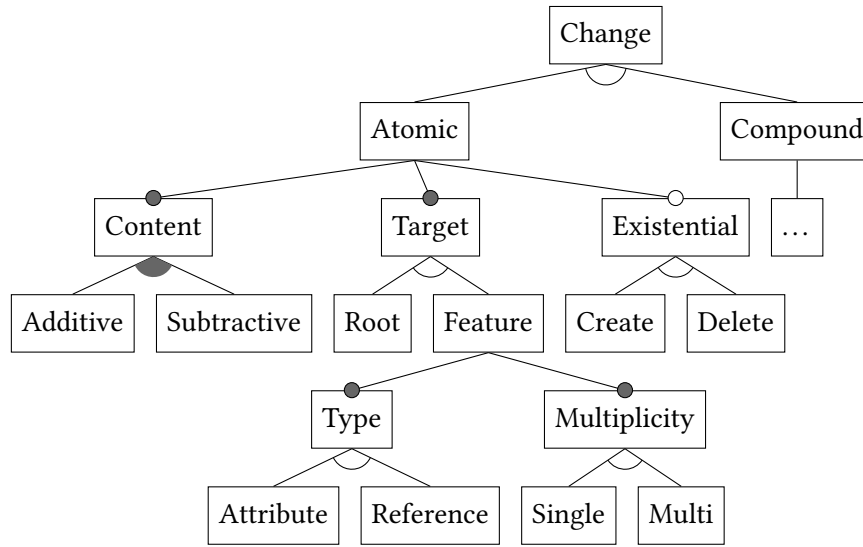 Change
Atomic
Compound
Content
Target
Existential
...
Additive
Subtractive
Root
Feature
Create
Delete
Type
Multiplicity
Attribute
Reference
Single
Multi